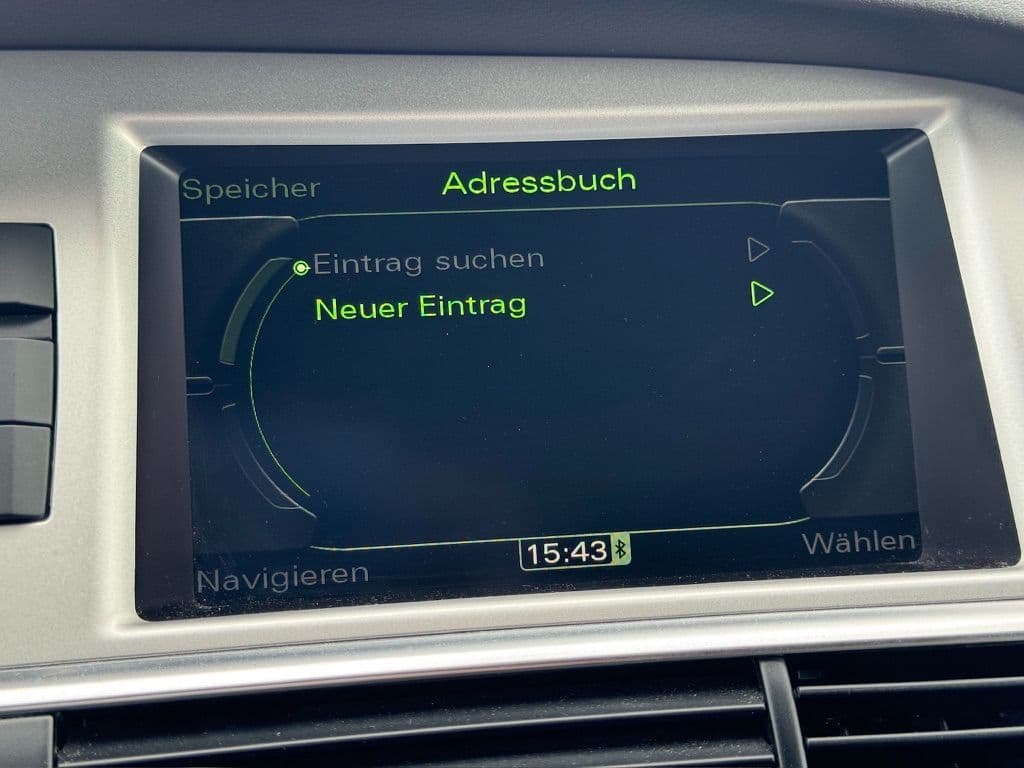 Speicher
Adressbuch
Eintrag suchen
Neuer Eintrag
15:43
Navigieren
Wählen